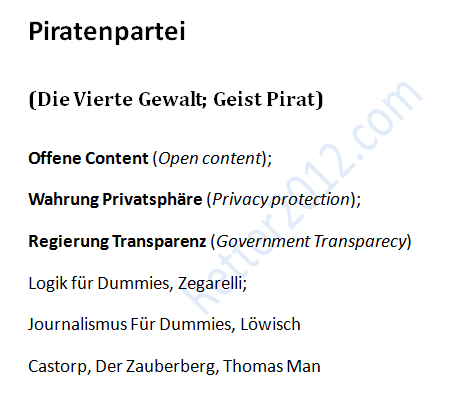 Piratenpartei
(Die Vierte Gewalt; Geist Pirat)
Offene Content (Open content);
Wahrung Privatsphäre (Privacy protection);
Regierung Transparenz (Government Transparecy)
Logik für Dummies, Zegarelli;
Journalismus Für Dummies, Löwisch
Castorp, Der Zauberberg, Thomas Man
Retter2012.com